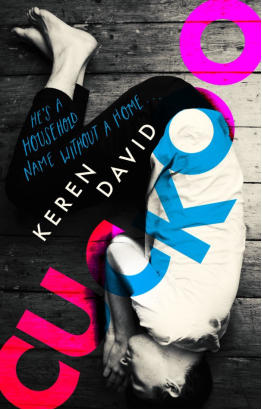 HE'S A
HOUSEHOLD
NAME WITHOUT A HOME
KEREN
DAVID
CUCKOO